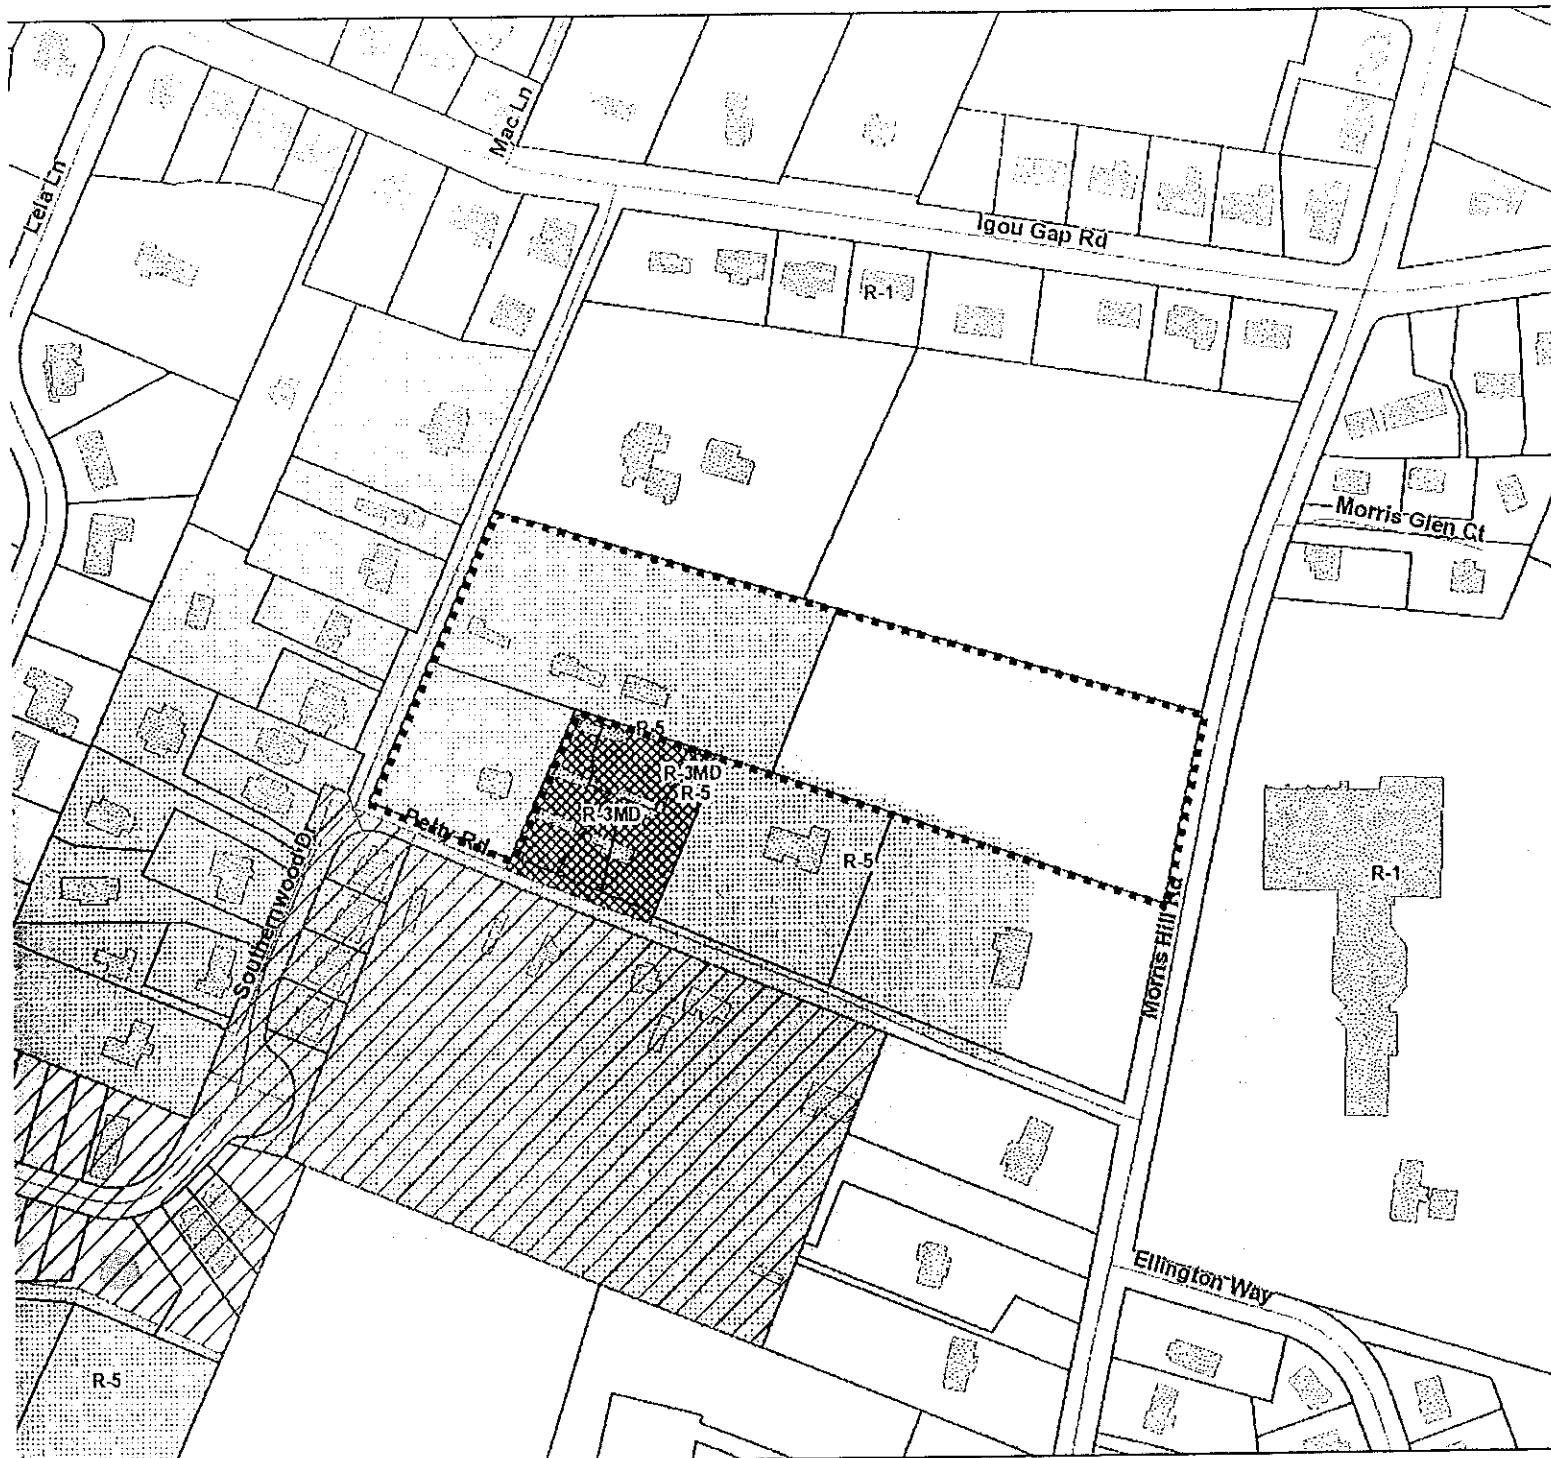 Mac Ln
Lela Ln
Igou Gap Rd
R-1
Morris Glen Ct
R-5
R-3MD
R-5
R-3MD
Petty Rd
R-5
R-1
Southernwood Dr
Morris Hill Rd
Ellington Way
R-5